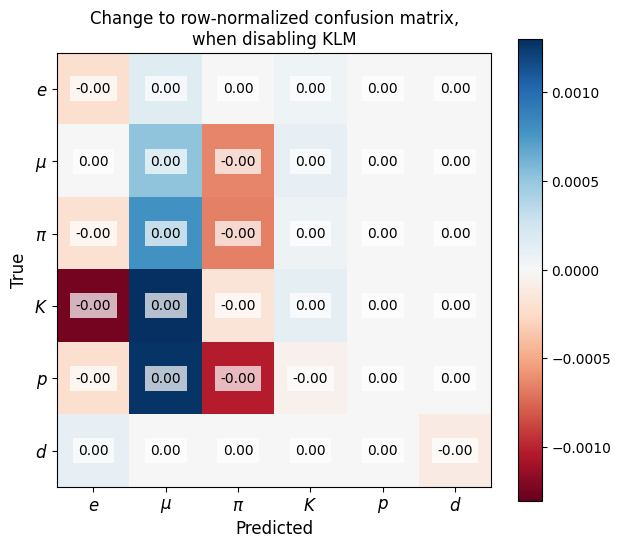 Change to row-normalized confusion matrix,
when disabling KLM
e -0.00 0.00 0.00 0.00 0.00 0.00
μ 0.00 0.00 -0.00 0.00 0.00 0.00
π -0.00 0.00 -0.00 0.00 0.00 0.00
K -0.00 0.00 -0.00 0.00 0.00 0.00
p -0.00 0.00 -0.00 -0.00 0.00 0.00
d 0.00 0.00 0.00 0.00 0.00 -0.00
e μ π K p d
Predicted
True
0.0010
0.0005
0.0000
−0.0005
−0.0010